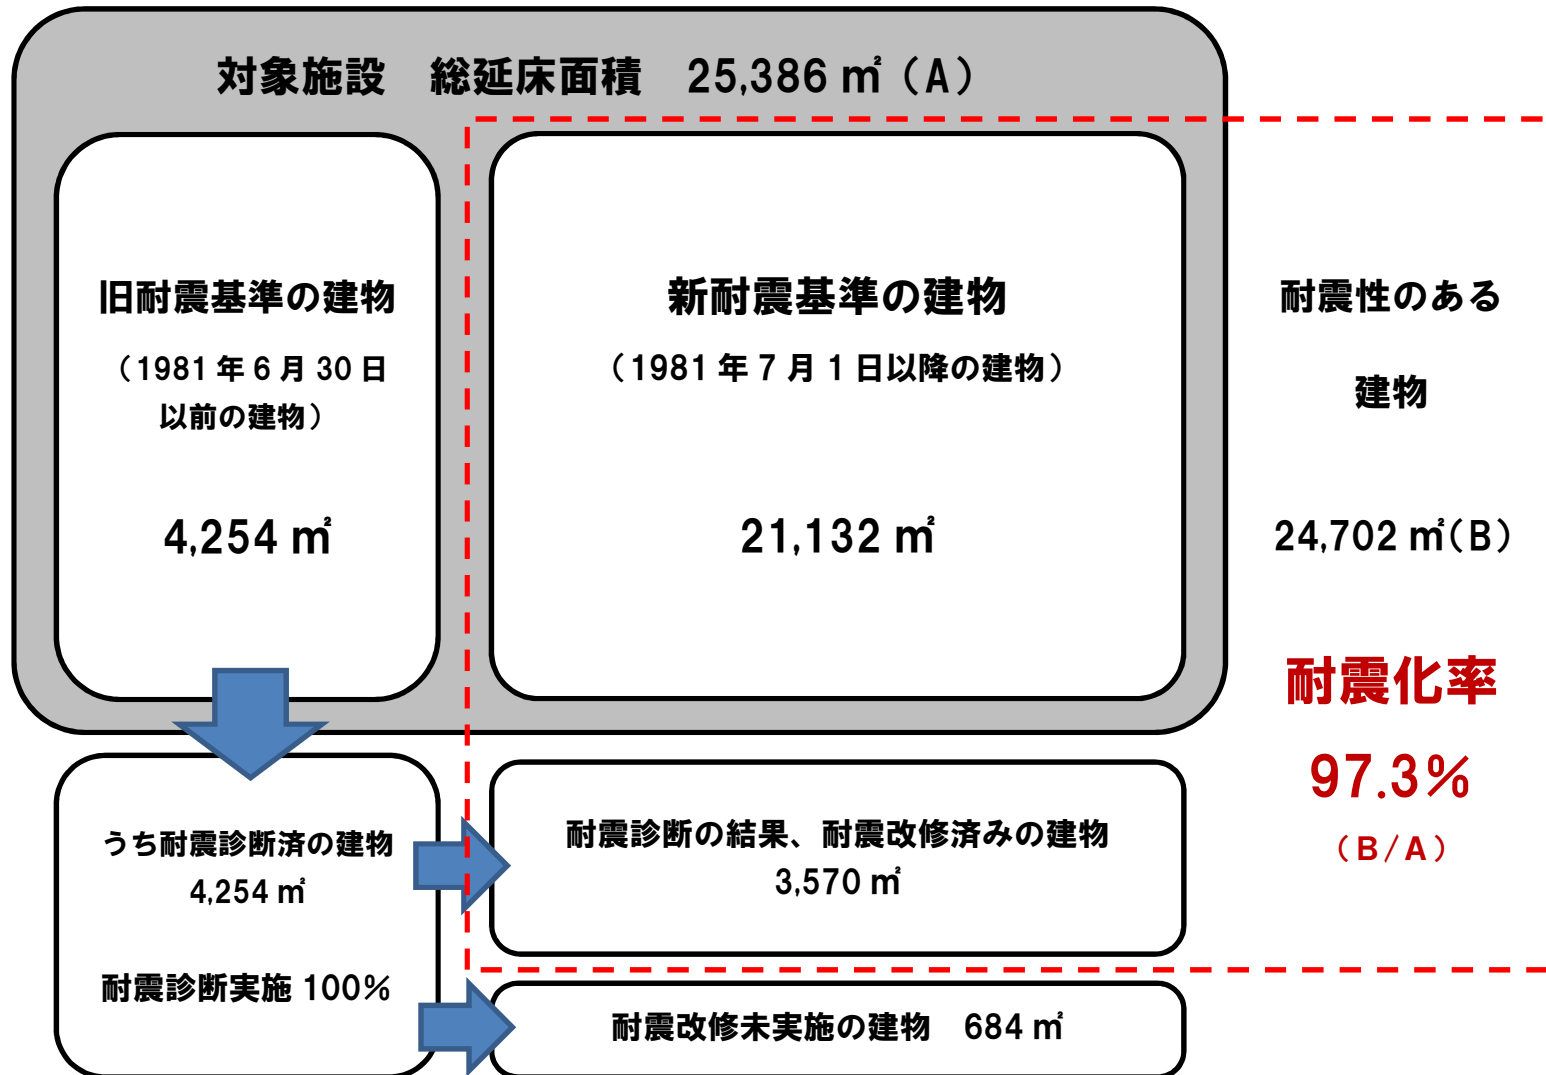 対象施設　総延床面積　25,386 ㎡（A）
旧耐震基準の建物
（1981 年 6 月 30 日
以前の建物）
4,254 ㎡
新耐震基準の建物
（1981 年 7 月 1 日以降の建物）
21,132 ㎡
耐震性のある
建物
24,702 ㎡(B)
耐震化率
97.3%
（B/A）
うち耐震診断済の建物
4,254 ㎡
耐震診断実施 100%
耐震診断の結果、耐震改修済みの建物
3,570 ㎡
耐震改修未実施の建物　684 ㎡